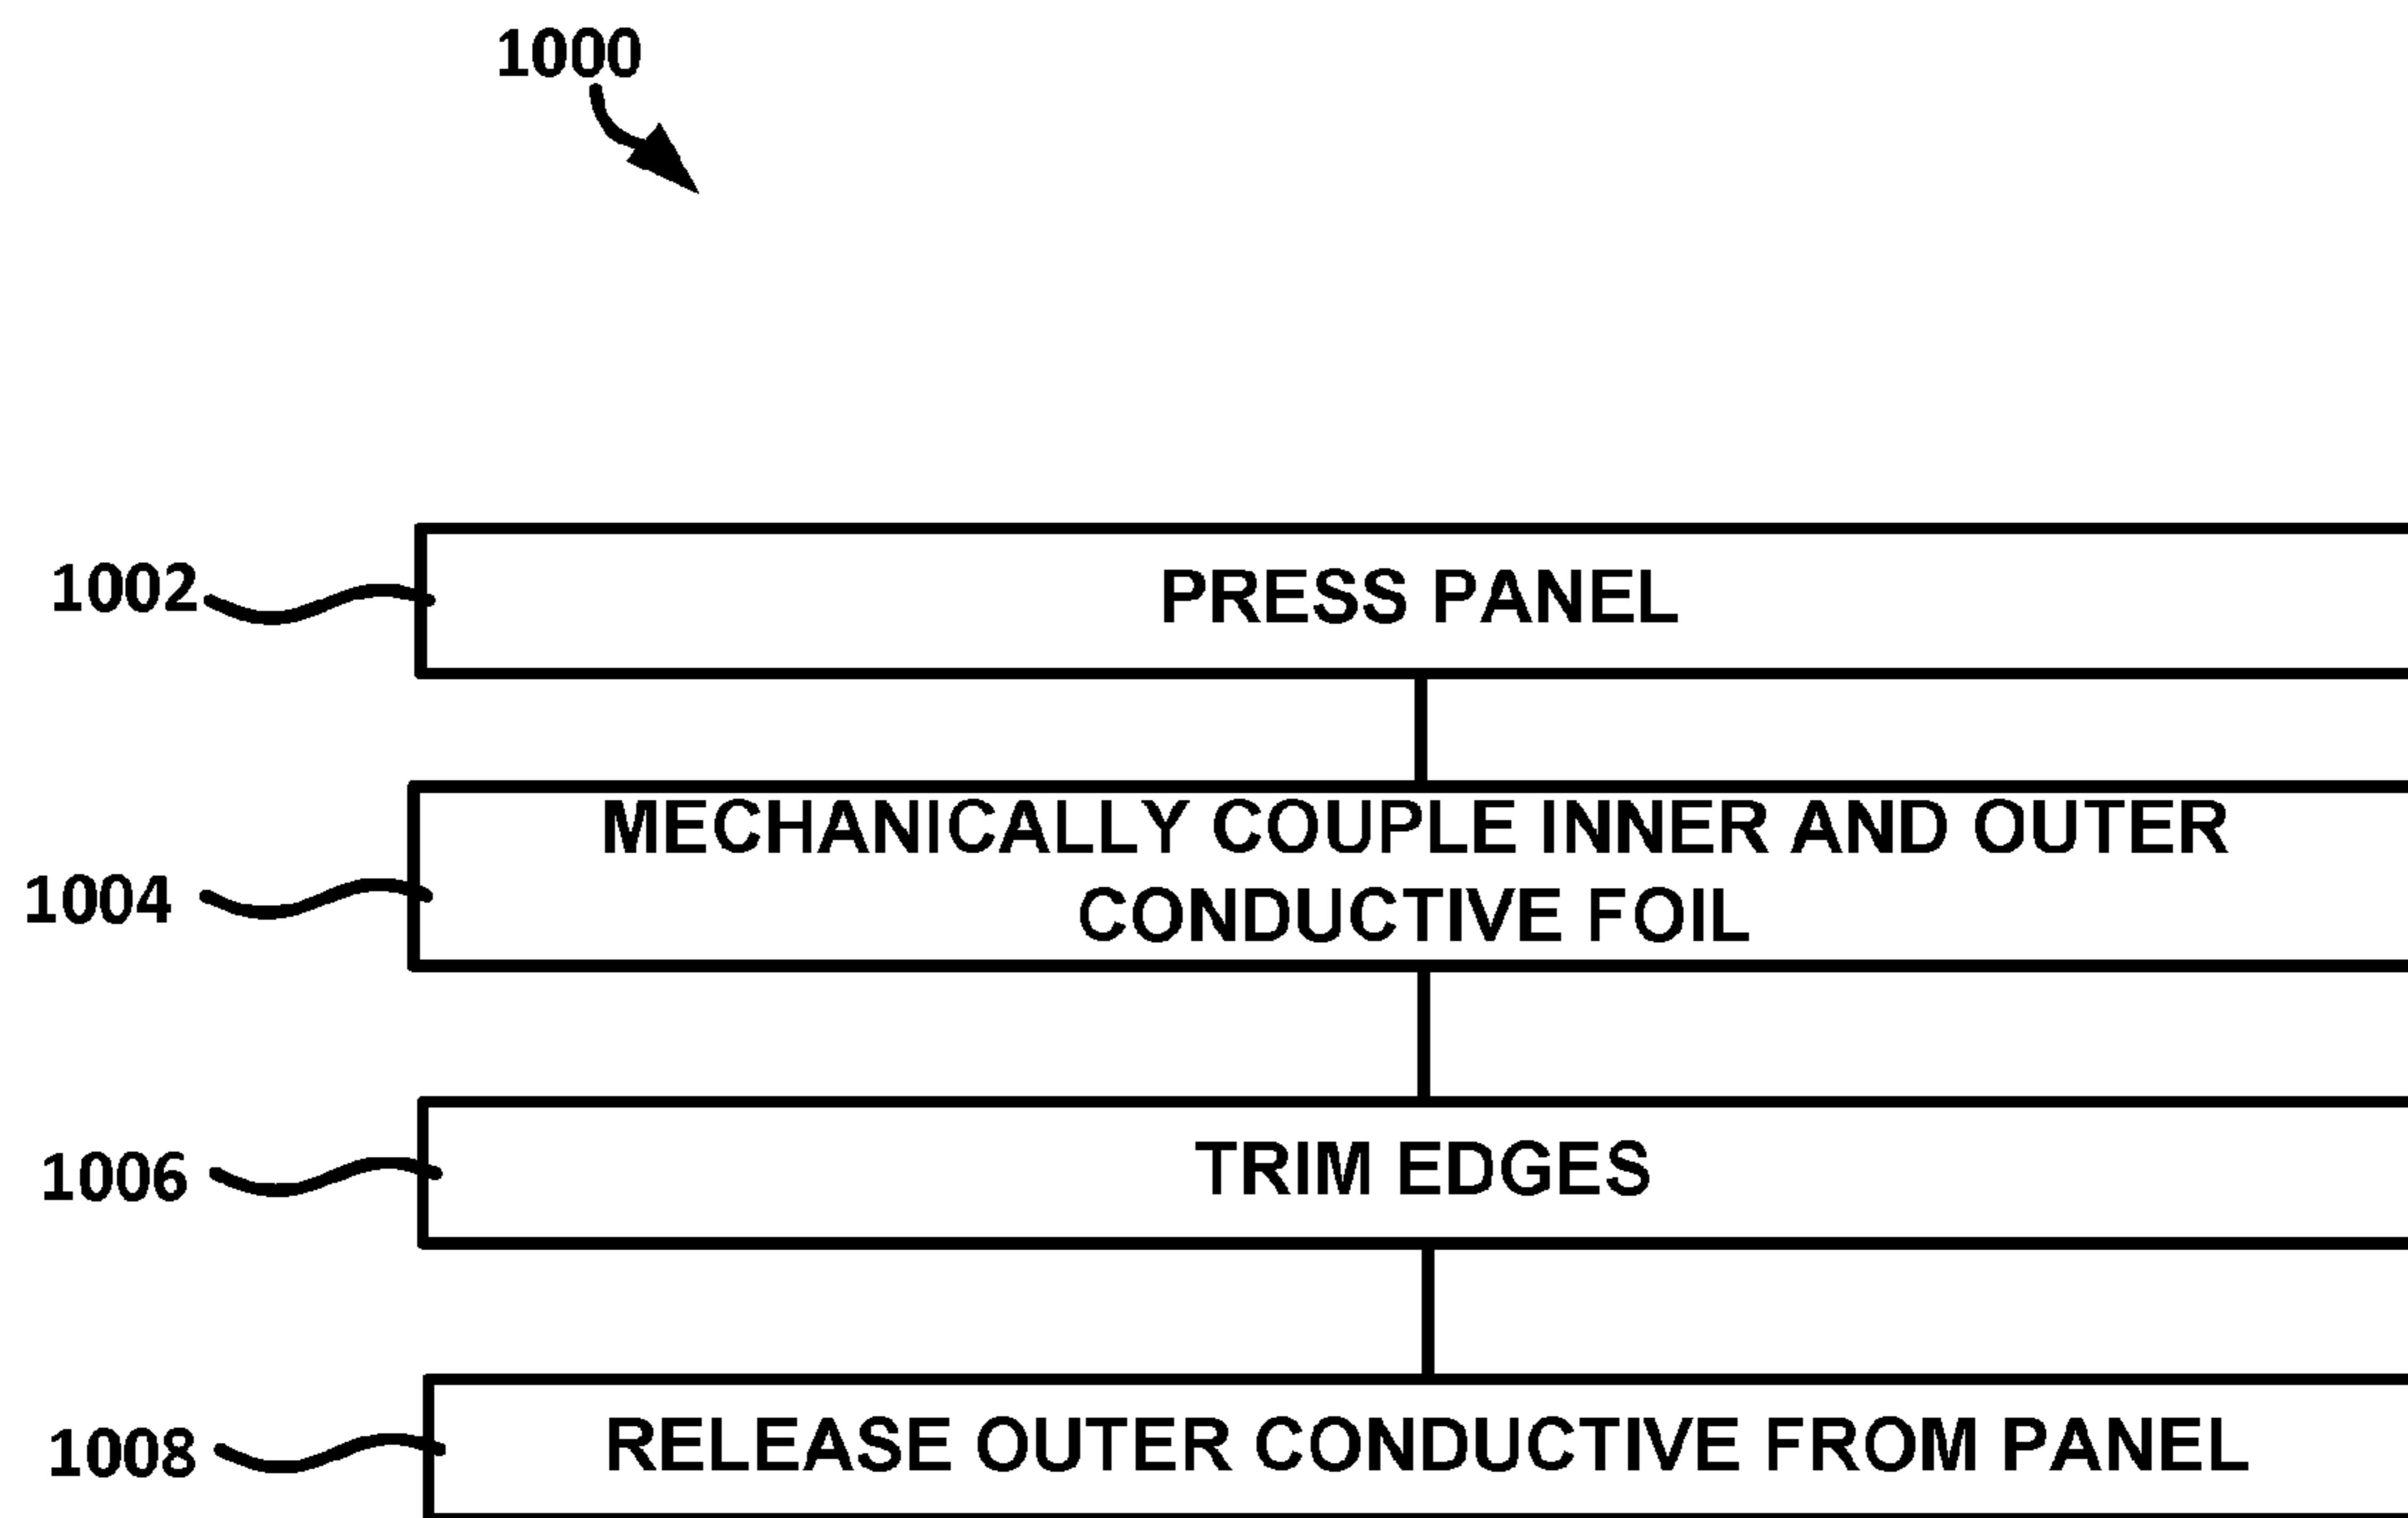 1000
1002
PRESS PANEL
MECHANICALLY COUPLE INNER AND OUTER
1004
CONDUCTIVE FOIL
1006
TRIM EDGES
1008
RELEASE OUTER CONDUCTIVE FROM PANEL